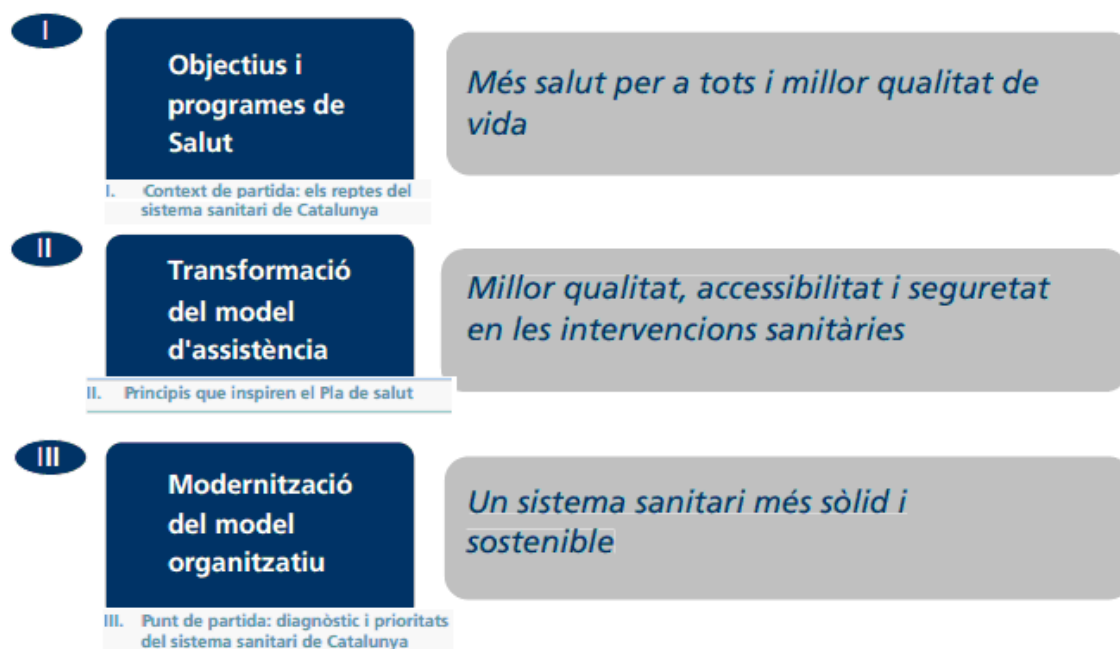 I
Objectius i
programes de
Salut
Més salut per a tots i millor qualitat de
vida
I. Context de partida: els reptes del
sistema sanitari de Catalunya
II
Transformació
del model
d'assistència
Millor qualitat, accessibilitat i seguretat
en les intervencions sanitàries
II. Principis que inspiren el Pla de salut
III
Modernització
del model
organitzatiu
Un sistema sanitari més sòlid i
sostenible
III. Punt de partida: diagnòstic i prioritats
del sistema sanitari de Catalunya